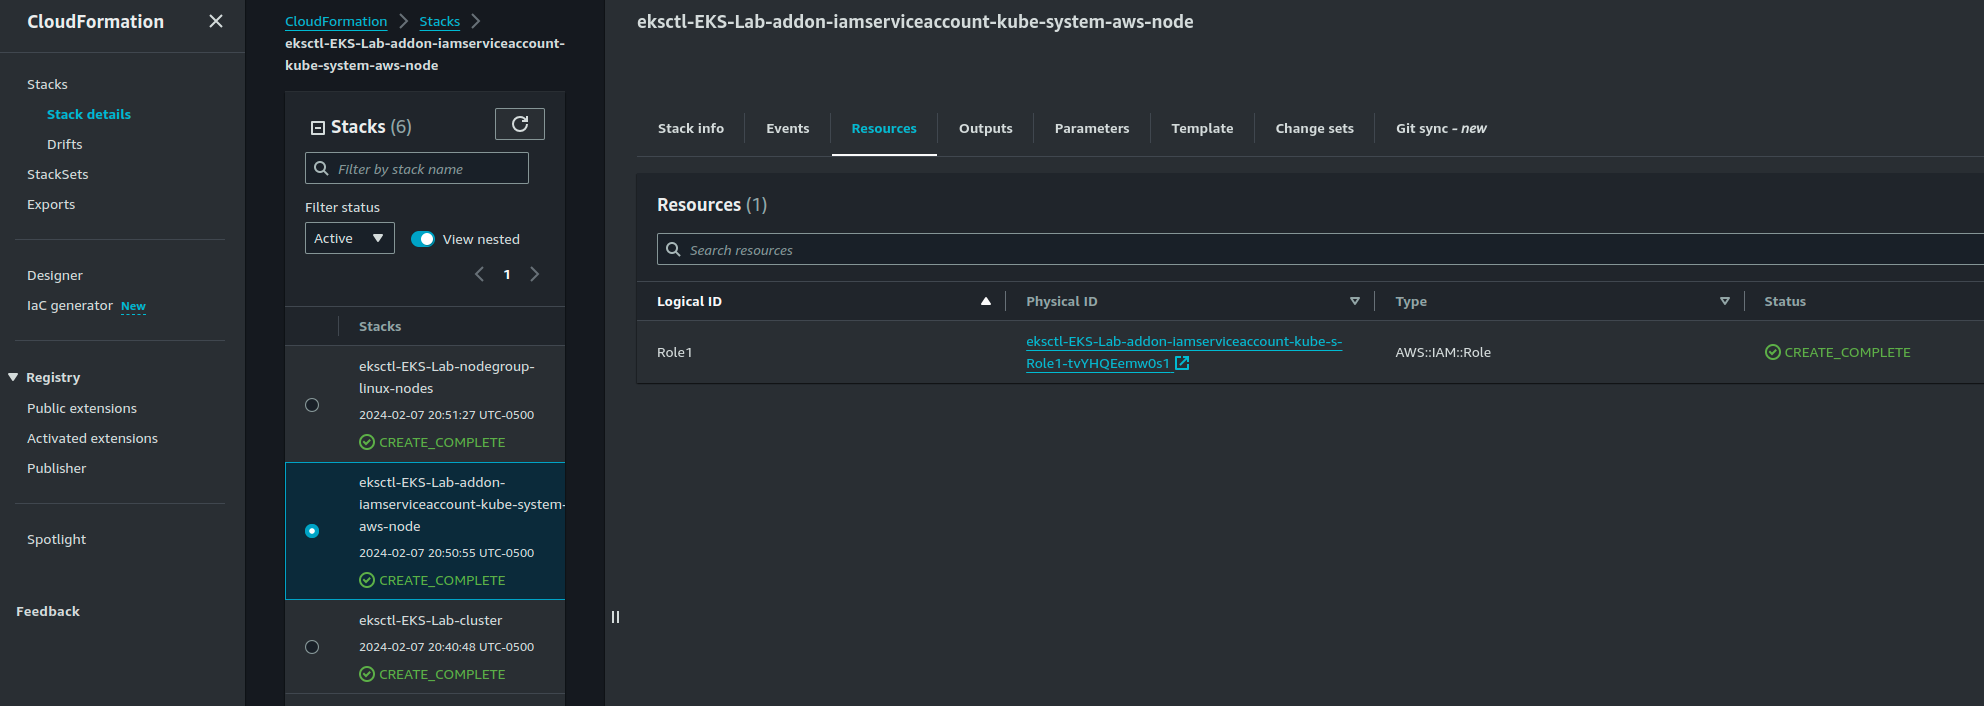 CloudFormation
Stacks
Stack details
Drifts
StackSets
Exports
Designer
IaC generator New
Registry
Public extensions
Activated extensions
Publisher
Spotlight
Feedback
CloudFormation Stacks
eksctl-EKS-Lab-addon-iamserviceaccount-
kube-system-aws-node
Stacks (6)
Filter by stack name
Filter status
Active
View nested
1
Stacks
eksctl-EKS-Lab-nodegroup-
linux-nodes
2024-02-07 20:51:27 UTC-0500
CREATE_COMPLETE
eksctl-EKS-Lab-addon-
iamserviceaccount-kube-system-
aws-node
2024-02-07 20:50:55 UTC-0500
CREATE_COMPLETE
eksctl-EKS-Lab-cluster
2024-02-07 20:40:48 UTC-0500
CREATE_COMPLETE
eksctl-EKS-Lab-addon-iamserviceaccount-kube-system-aws-node
Stack info Events Resources Outputs Parameters Template Change sets Git sync - new
Resources (1)
Search resources
Logical ID Physical ID Type Status
Role1 eksctl-EKS-Lab-addon-iamserviceaccount-kube-s-
Role1-tvYHQEemw0s1 AWS::IAM::Role CREATE_COMPLETE